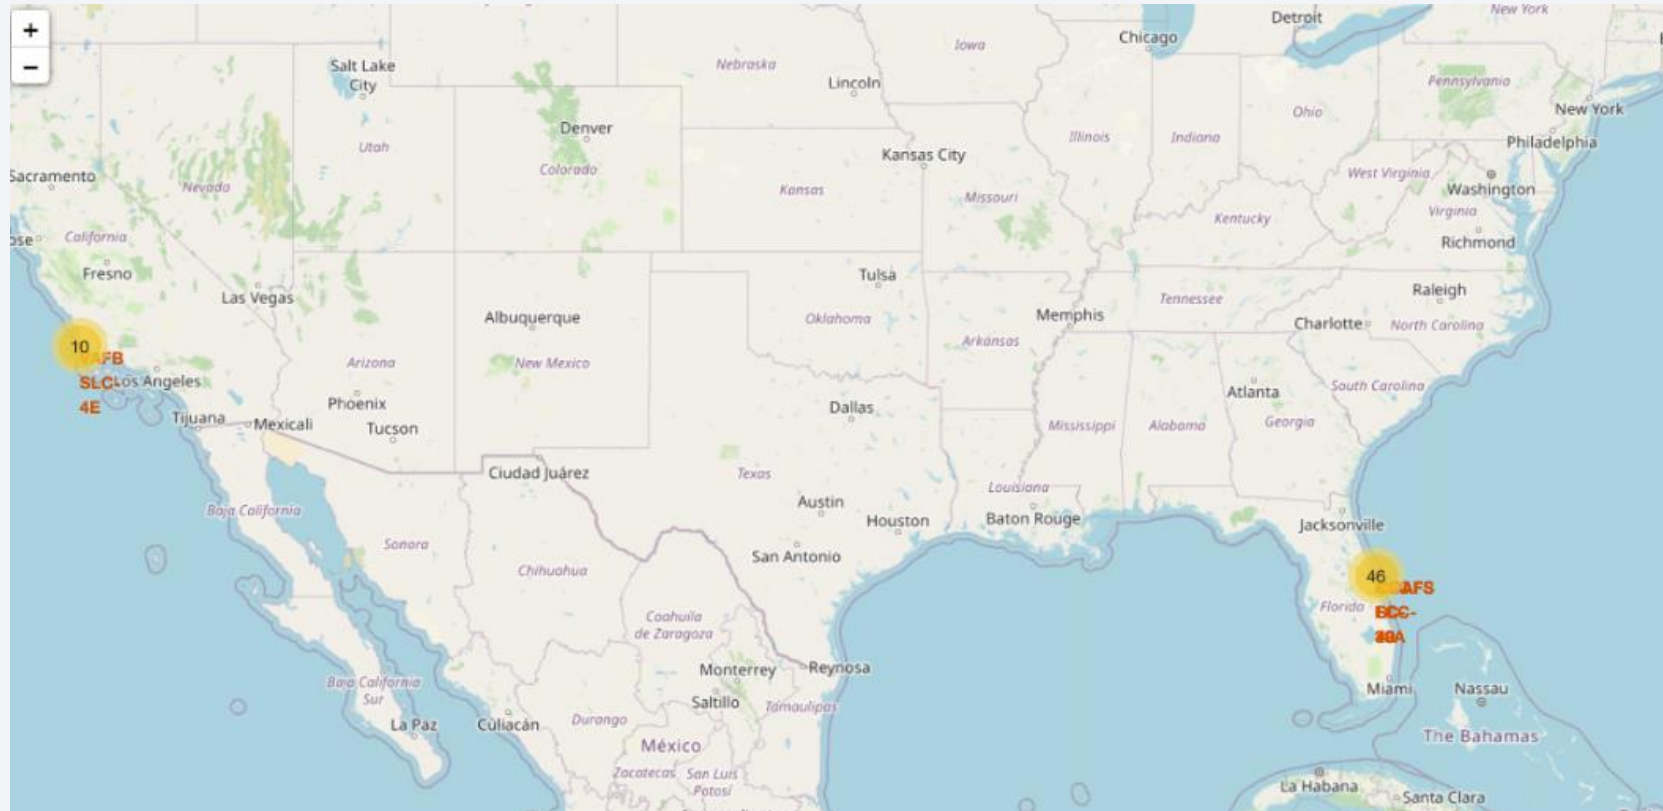 +
−
Salt Lake
City
Nebraska
Iowa
Chicago
Detroit
New York
Lincoln
Pennsylvania
New York
Denver
Utah
Colorado
Illinois
Indiana
Ohio
Philadelphia
Kansas City
Sacramento
Nevada
Kansas
Missouri
West Virginia
Washington
Kentucky
Virginia
ose
California
Richmond
Fresno
Las Vegas
Tulsa
Raleigh
Albuquerque
Oklahoma
Memphis
Tennessee
Charlotte
North Carolina
10
VAFB
SLC-
4E
Los Angeles
Arizona
New Mexico
Arkansas
South Carolina
Atlanta
Phoenix
Dallas
Tijuana
Mexicali
Tucson
Mississippi
Alabama
Georgia
Ciudad Juárez
Texas
Louisiana
Baja California
Austin
Houston
Baton Rouge
Jacksonville
Sonora
San Antonio
Chihuahua
46
AFS
Florida
Coahuila
de Zaragoza
Monterrey
Reynosa
Baja California
Sur
Saltillo
Tamaulipas
Miami
Nassau
La Paz
Culiacán
Durango
México
The Bahamas
Zacatecas
San Luis
Potosí
La Habana
Santa Clara